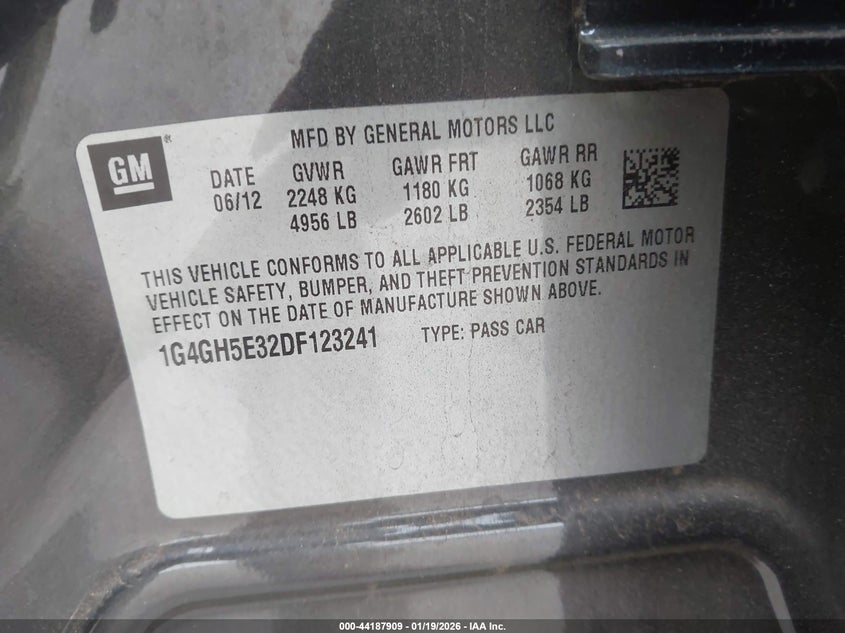 GM
MFD BY GENERAL MOTORS LLC
DATE GVWR GAWR FRT GAWR RR
06/12 2248 KG 1180 KG 1068 KG
4956 LB 2602 LB 2354 LB
THIS VEHICLE CONFORMS TO ALL APPLICABLE U.S. FEDERAL MOTOR
VEHICLE SAFETY, BUMPER, AND THEFT PREVENTION STANDARDS IN
EFFECT ON THE DATE OF MANUFACTURE SHOWN ABOVE.
1G4GH5E32DF123241 TYPE: PASS CAR
000-44187909 | 01/19/2026 | IAA Inc.